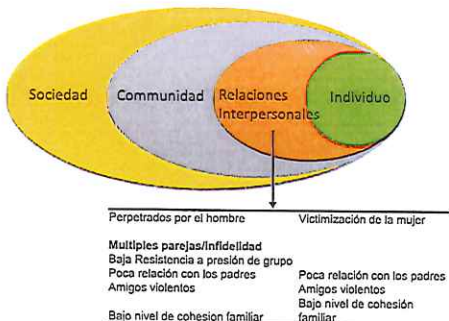 Sociedad
Communidad
Relaciones
Interpersonales
Individuo
Perpetrados por el hombre Victimización de la mujer
Multiples parejas/Infidelidad
Baja Resistencia a presión de grupo
Poca relación con los padres Poca relación con los padres
Amigos violentos Amigos violentos
Bajo nivel de cohesión
Bajo nivel de cohesion familiar familiar